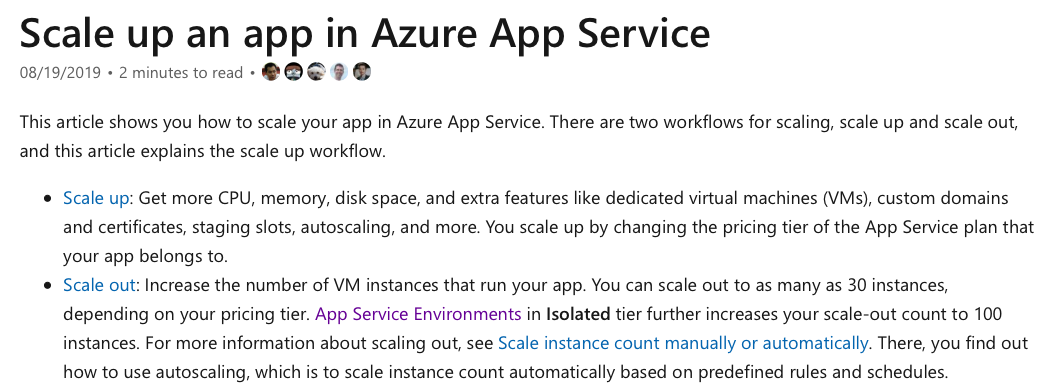 Scale up an app in Azure App Service
08/19/2019 • 2 minutes to read •
This article shows you how to scale your app in Azure App Service. There are two workflows for scaling, scale up and scale out,
and this article explains the scale up workflow.
• Scale up: Get more CPU, memory, disk space, and extra features like dedicated virtual machines (VMs), custom domains
and certificates, staging slots, autoscaling, and more. You scale up by changing the pricing tier of the App Service plan that
your app belongs to.
• Scale out: Increase the number of VM instances that run your app. You can scale out to as many as 30 instances,
depending on your pricing tier. App Service Environments in Isolated tier further increases your scale-out count to 100
instances. For more information about scaling out, see Scale instance count manually or automatically. There, you find out
how to use autoscaling, which is to scale instance count automatically based on predefined rules and schedules.